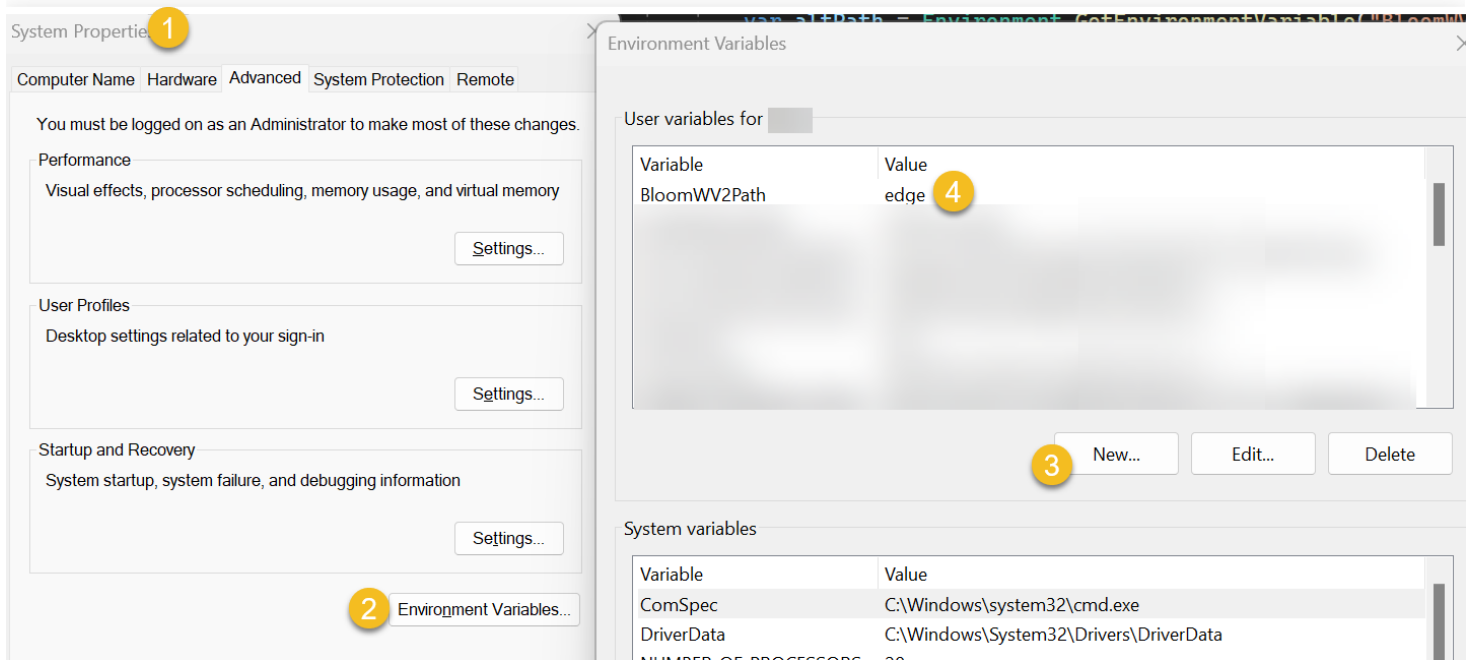 var altPath = Environment.GetEnvironmentVariable("BloomWV
System Propertie
1
Computer Name Hardware Advanced System Protection Remote
You must be logged on as an Administrator to make most of these changes.
Performance
Visual effects, processor scheduling, memory usage, and virtual memory
Settings...
User Profiles
Desktop settings related to your sign-in
Settings...
Startup and Recovery
System startup, system failure, and debugging information
Settings...
2
Environment Variables...
Environment Variables
User variables for
Variable Value
BloomWV2Path edge
4
3
New... Edit... Delete
System variables
Variable Value
ComSpec C:\Windows\system32\cmd.exe
DriverData C:\Windows\System32\Drivers\DriverData
NUMBER_OF_PROCESSORS 20